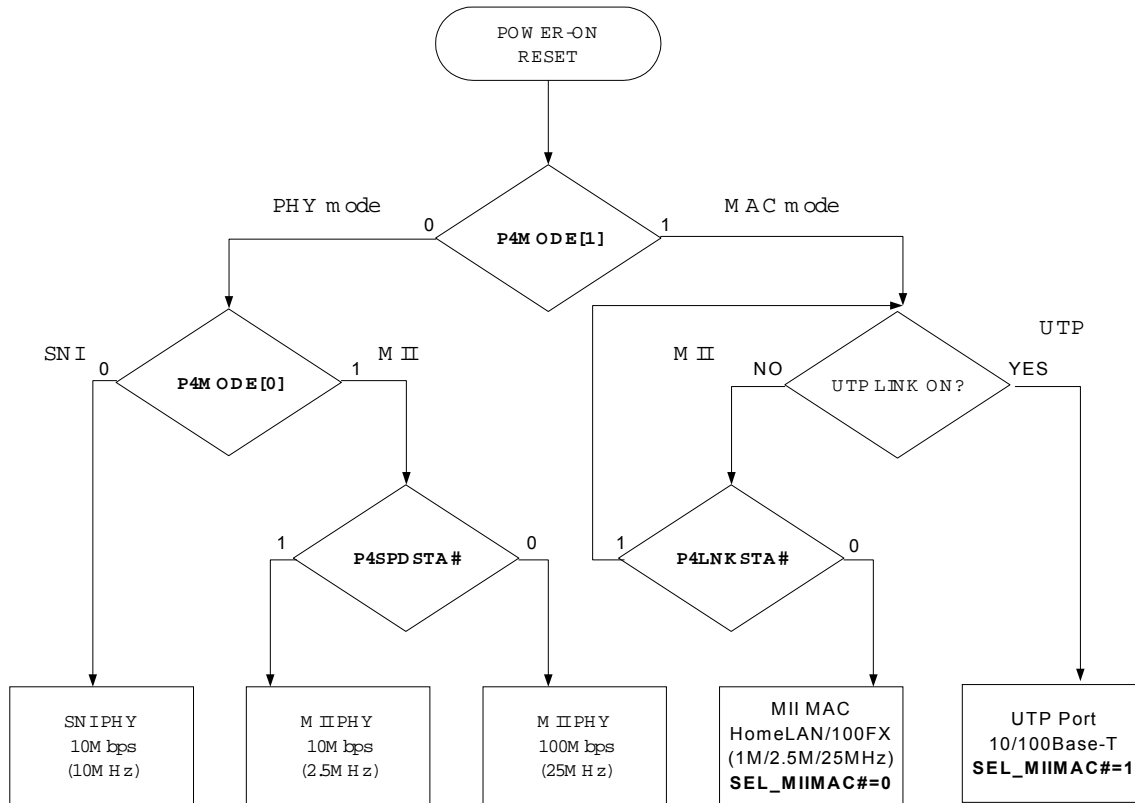 POWER-ON
RESET
PHY mode
0
P4MODE[1]
1
MAC mode
SNI
0
P4MODE[0]
1
MII
MII
NO
UTP LINK ON?
YES
UTP
1
P4SPDSTA#
0
1
P4LNKSTA#
0
SNI PHY
10Mbps
(10MHz)
MII PHY
10Mbps
(2.5MHz)
MII PHY
100Mbps
(25MHz)
MII MAC
HomeLAN/100FX
(1M/2.5M/25MHz)
SEL_MIIMAC#=0
UTP Port
10/100Base-T
SEL_MIIMAC#=1